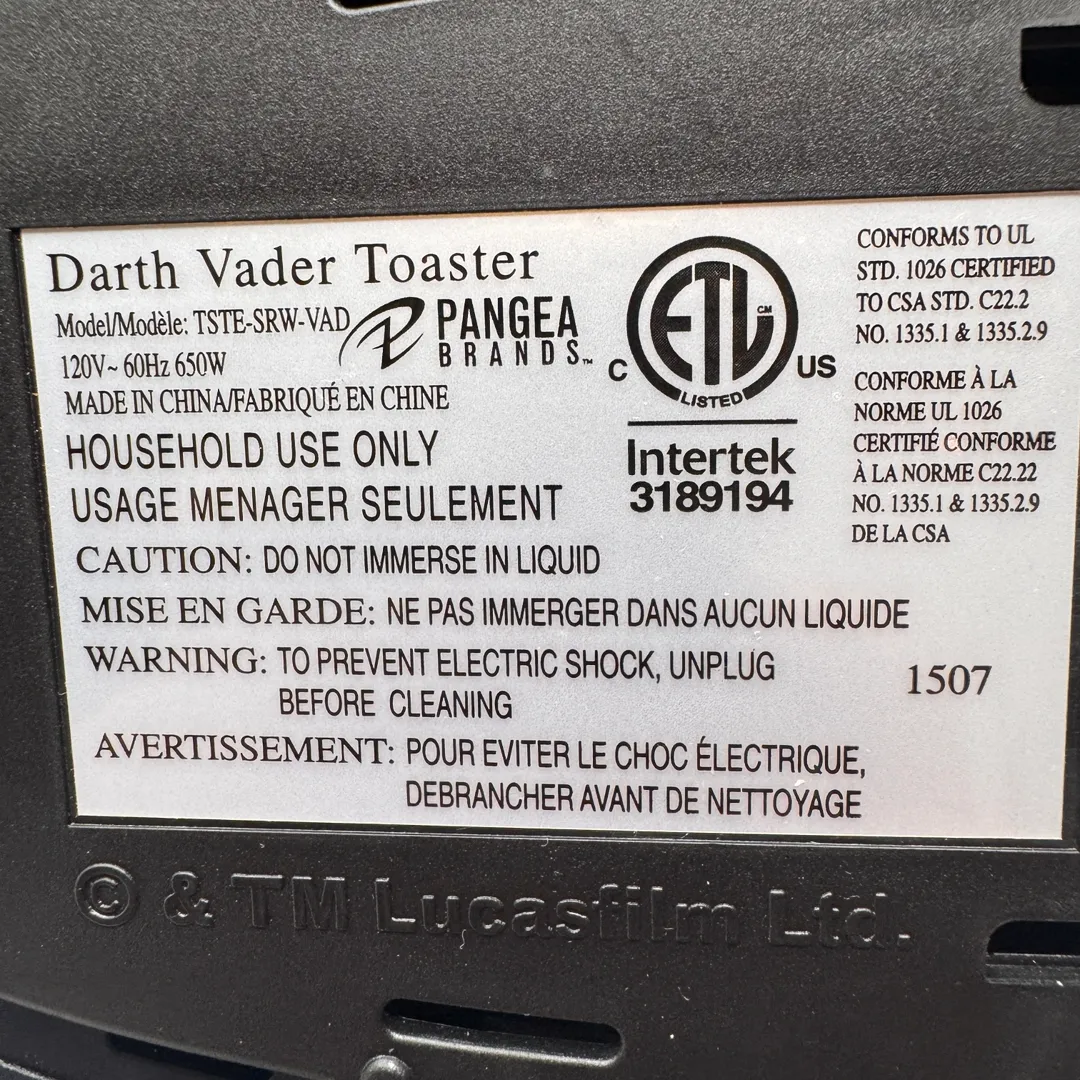 Darth Vader Toaster
Model/Modèle: TSTE-SRW-VAD
120V~ 60Hz 650W
PANGEA
BRANDS™
MADE IN CHINA/FABRIQUÉ EN CHINE
HOUSEHOLD USE ONLY
USAGE MENAGER SEULEMENT
ETL CM
C US
LISTED
Intertek
3189194
CONFORMS TO UL
STD. 1026 CERTIFIED
TO CSA STD. C22.2
NO. 1335.1 & 1335.2.9
CONFORME À LA
NORME UL 1026
CERTIFIÉ CONFORME
À LA NORME C22.22
NO. 1335.1 & 1335.2.9
DE LA CSA
CAUTION: DO NOT IMMERSE IN LIQUID
MISE EN GARDE: NE PAS IMMERGER DANS AUCUN LIQUIDE
WARNING: TO PREVENT ELECTRIC SHOCK, UNPLUG
BEFORE CLEANING
1507
AVERTISSEMENT: POUR EVITER LE CHOC ÉLECTRIQUE,
DEBRANCHER AVANT DE NETTOYAGE
© & TM Lucasfilm Ltd.